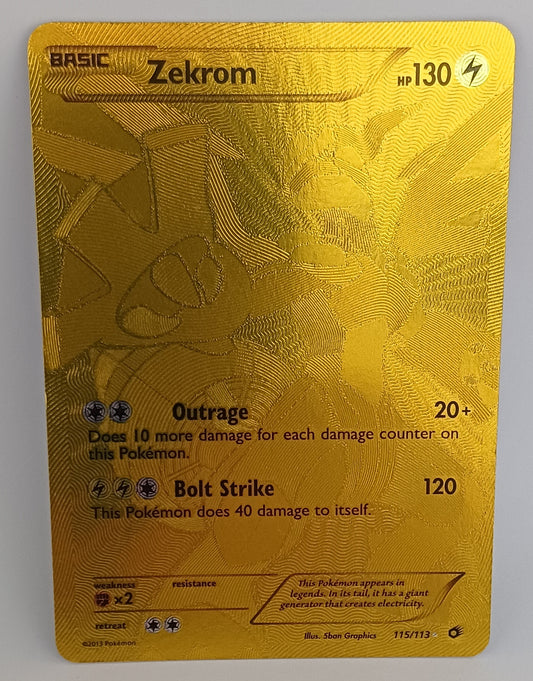 BASIC Zekrom HP130
Outrage 20+
Does 10 more damage for each damage counter on
this Pokémon.
Bolt Strike 120
This Pokémon does 40 damage to itself.
weakness resistance
x2
retreat
This Pokémon appears in
legends. In its tail, it has a giant
generator that creates electricity.
©2013 Pokémon
Illus. 5ban Graphics 115/113